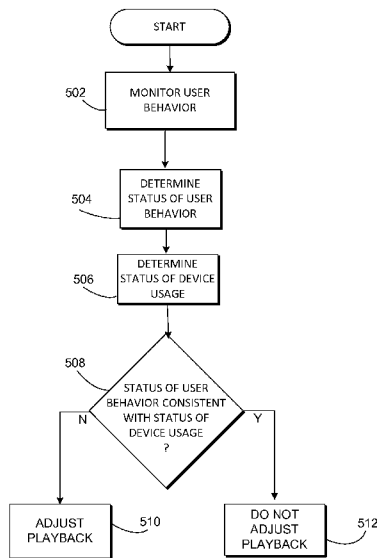 START
502
MONITOR USER
BEHAVIOR
504
DETERMINE
STATUS OF USER
BEHAVIOR
506
DETERMINE
STATUS OF DEVICE
USAGE
508
STATUS OF USER
BEHAVIOR CONSISTENT
WITH STATUS OF
DEVICE USAGE
?
N
Y
ADJUST
PLAYBACK
510
DO NOT
ADJUST
PLAYBACK
512